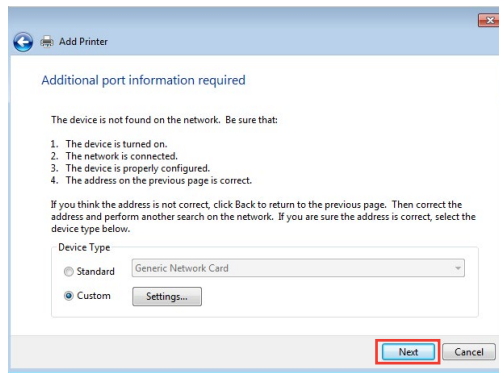 Add Printer
Additional port information required
The device is not found on the network.  Be sure that:
1.   The device is turned on.
2.   The network is connected.
3.   The device is properly configured.
4.   The address on the previous page is correct.
If you think the address is not correct, click Back to return to the previous page.  Then correct the
address and perform another search on the network.  If you are sure the address is correct, select the
device type below.
Device Type
Standard   Generic Network Card
Custom   Settings...
Next   Cancel